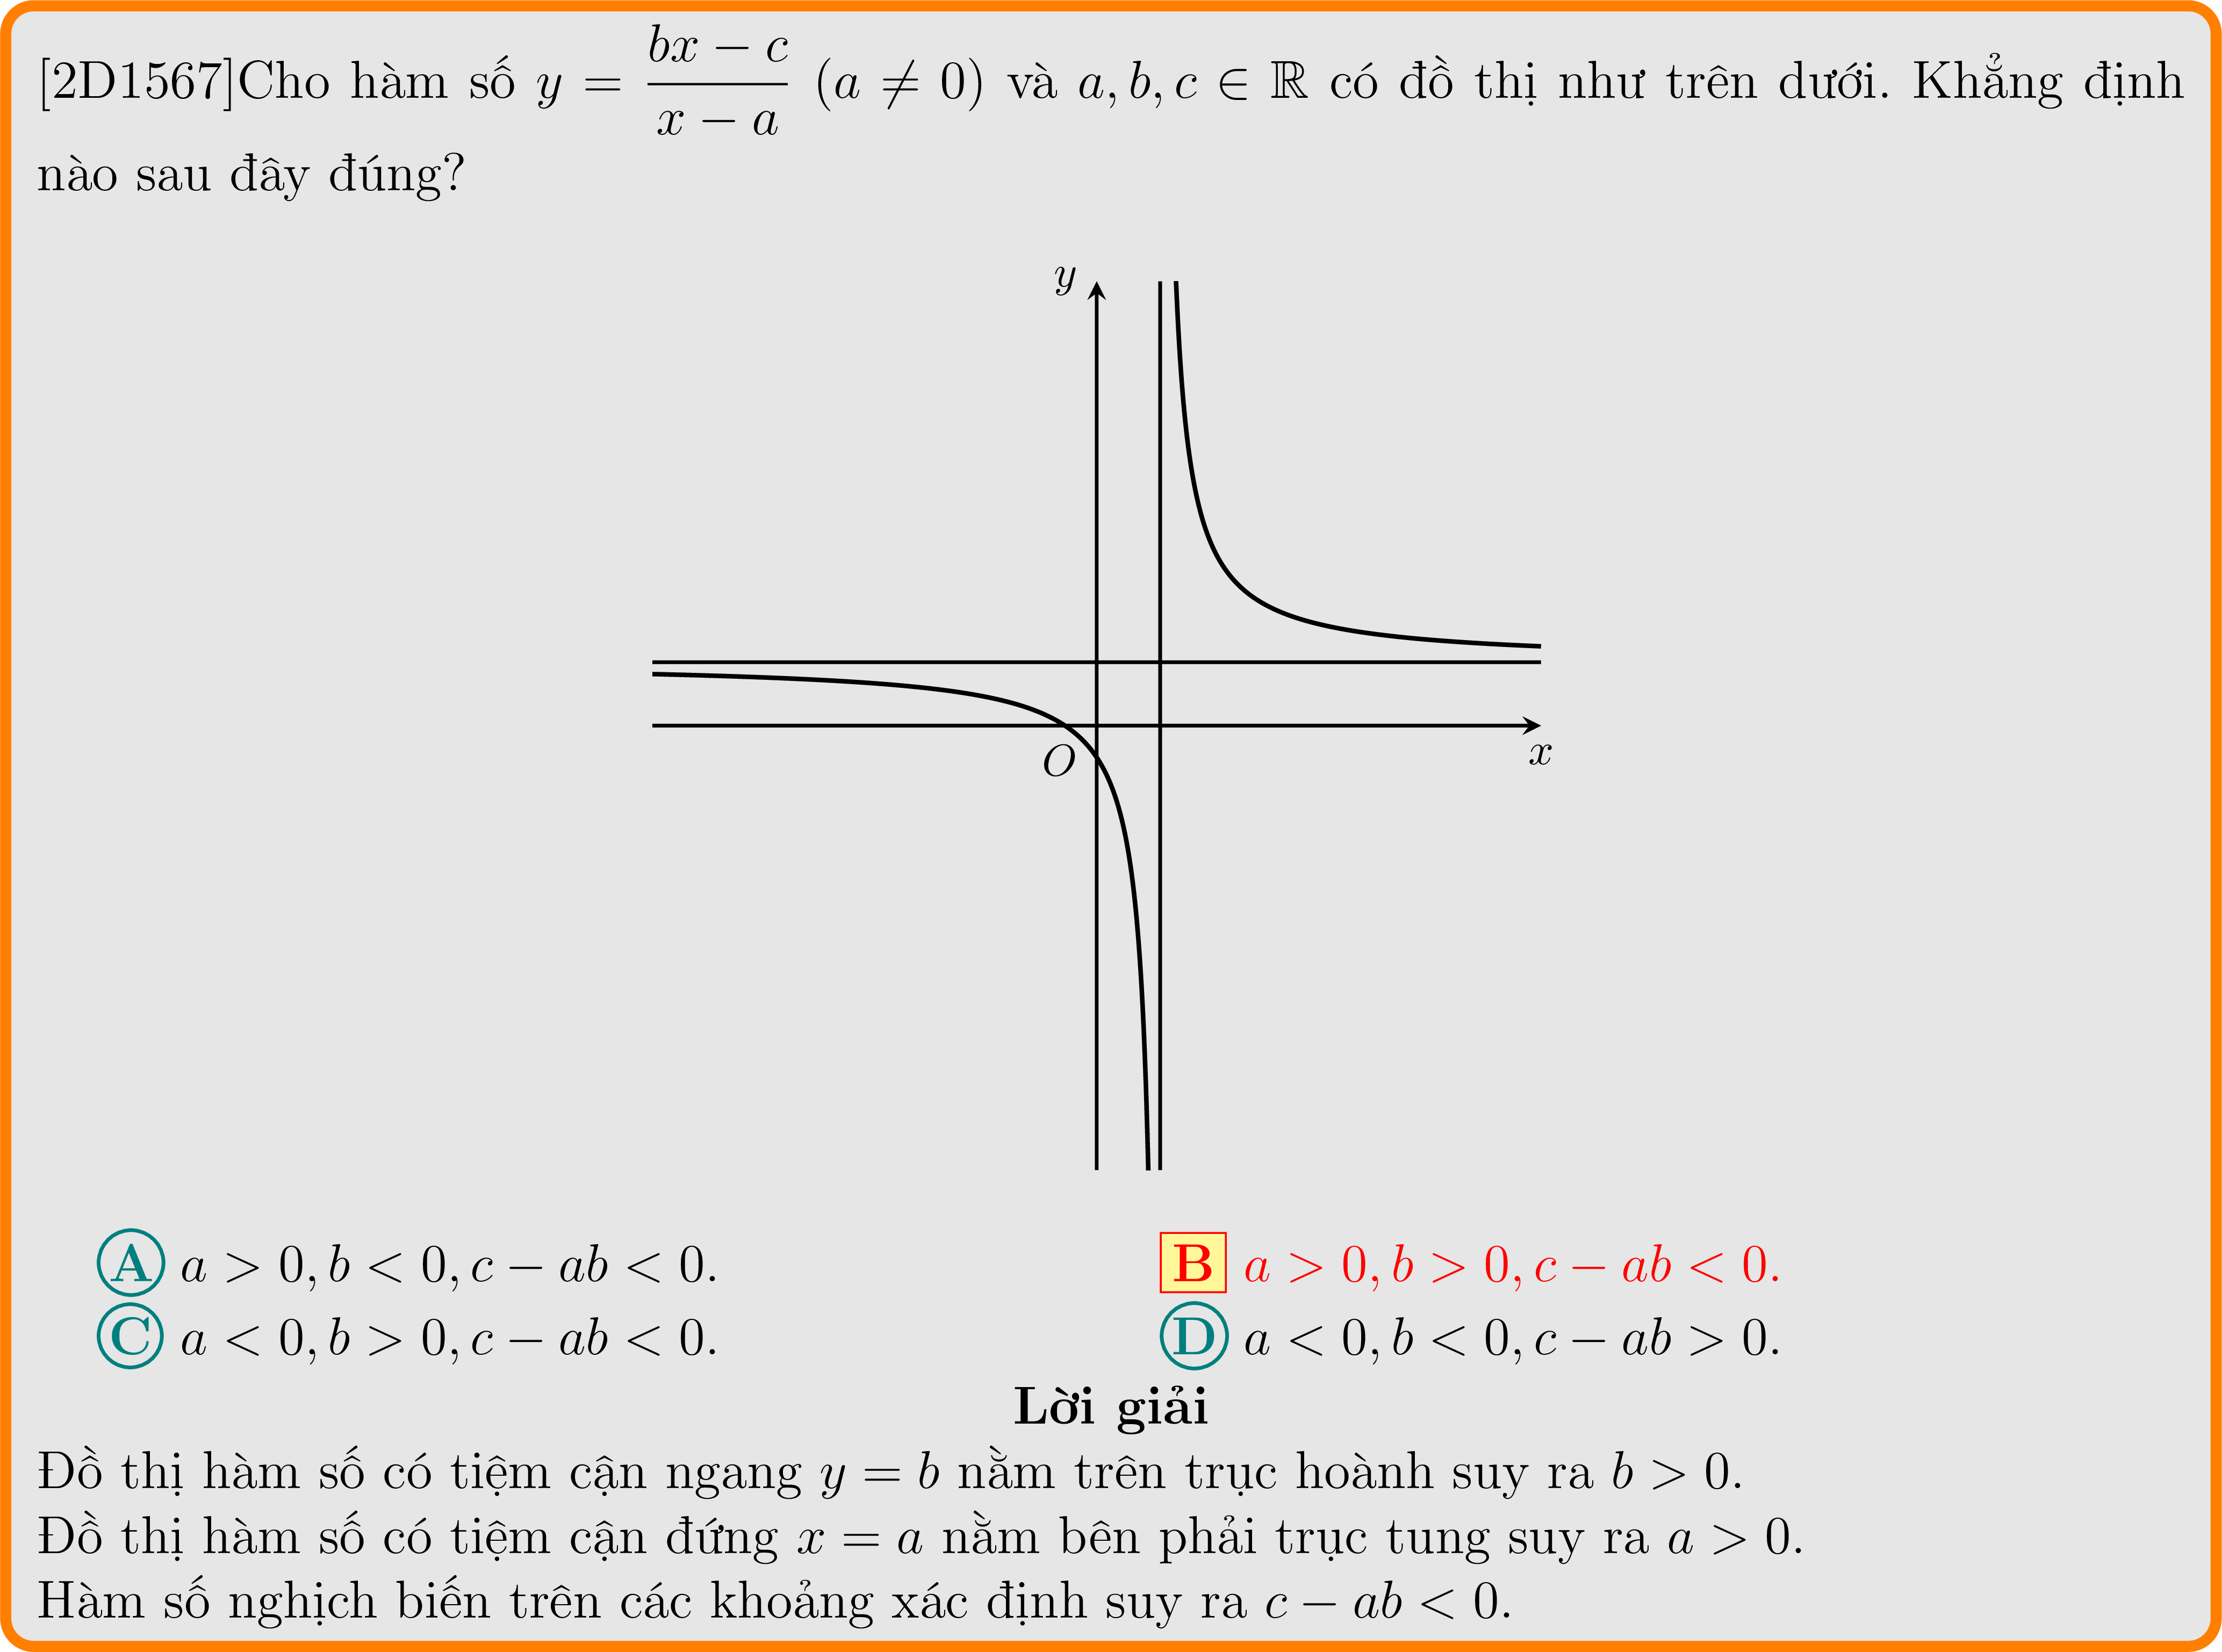 [2D1567]Cho hàm số $y = \dfrac{bx - c}{x - a}$ $(a \neq 0)$ và $a, b, c \in \mathbb{R}$ có đồ thị như trên dưới. Khẳng định
nào sau đây đúng?
y
O
x
A a > 0, b < 0, c − ab < 0. B a > 0, b > 0, c − ab < 0.
C a < 0, b > 0, c − ab < 0. D a < 0, b < 0, c − ab > 0.
Lời giải
Đồ thị hàm số có tiệm cận ngang y = b nằm trên trục hoành suy ra b > 0.
Đồ thị hàm số có tiệm cận đứng x = a nằm bên phải trục tung suy ra a > 0.
Hàm số nghịch biến trên các khoảng xác định suy ra c − ab < 0.